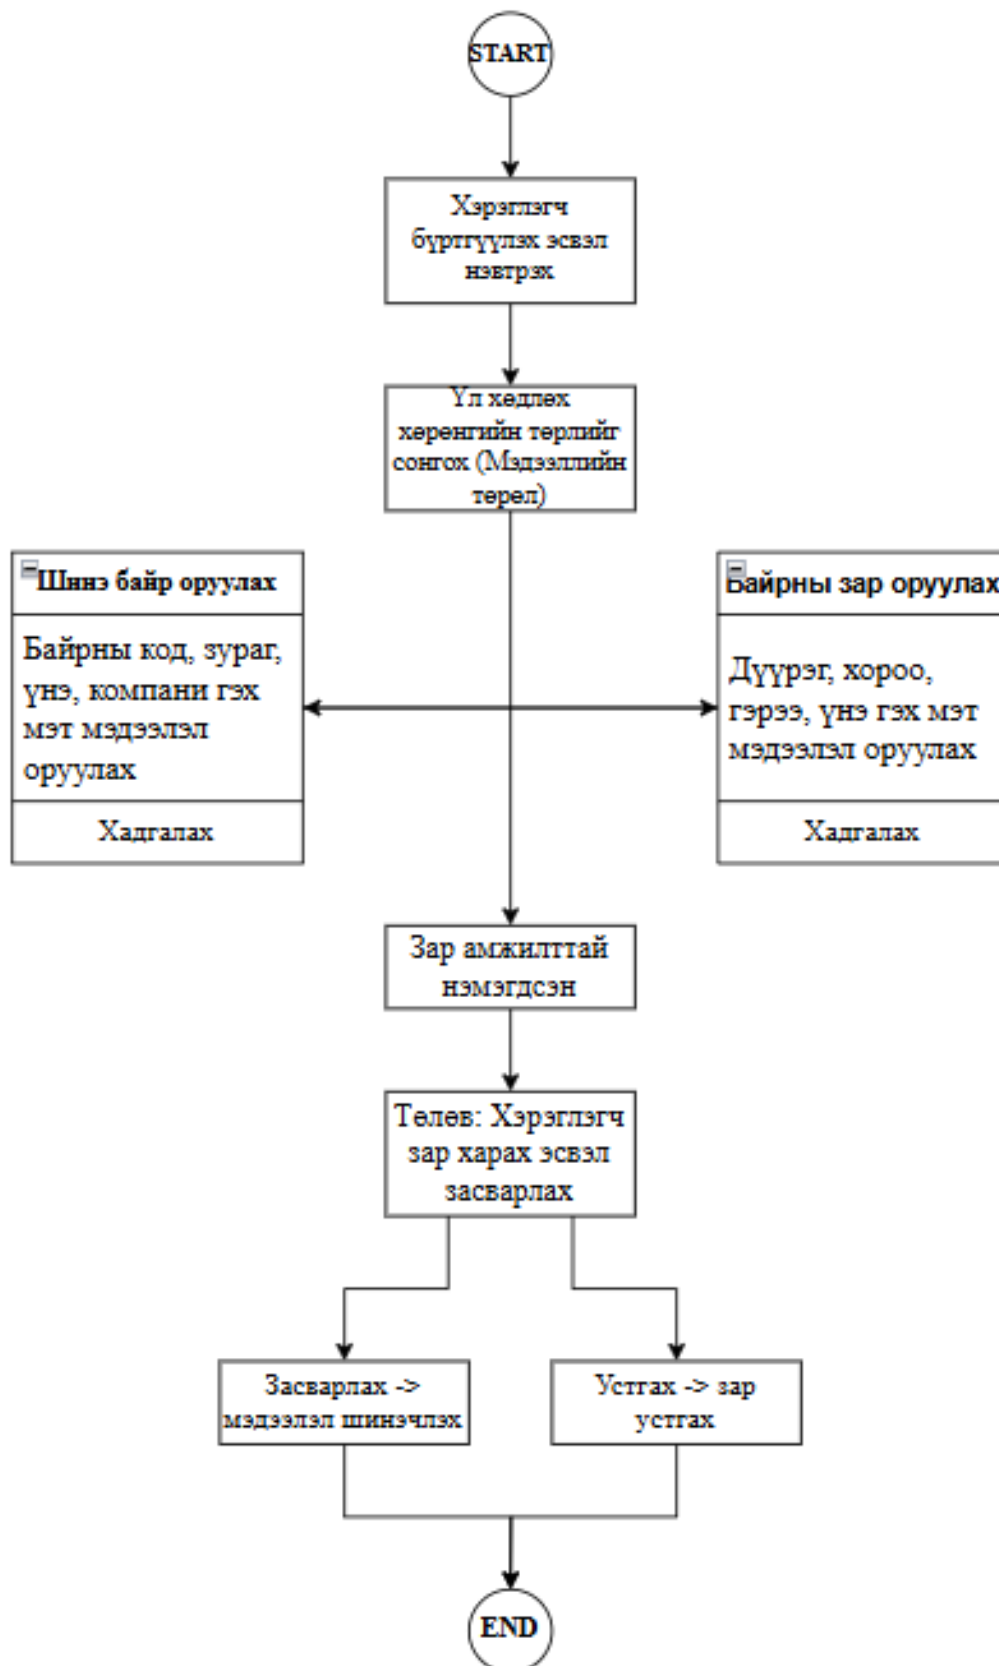 START
Хэрэглэгч
бүртгүүлэх эсвэл
нэвтрэх
Үл хөдлөх
хөрөнгийн төрлийг
сонгох (Мэдээллийн
төрөл)
Шинэ байр оруулах
Байрны код, зураг,
үнэ, компани гэх
мэт мэдээлэл
оруулах
Хадгалах
Байрны зар оруулах
Дүүрэг, хороо,
гэрээ, үнэ гэх мэт
мэдээлэл оруулах
Хадгалах
Зар амжилттай
нэмэгдсэн
Төлөв: Хэрэглэгч
зар харах эсвэл
засварлах
Засварлах ->
мэдээлэл шинэчлэх
Устгах -> зар
устгах
END